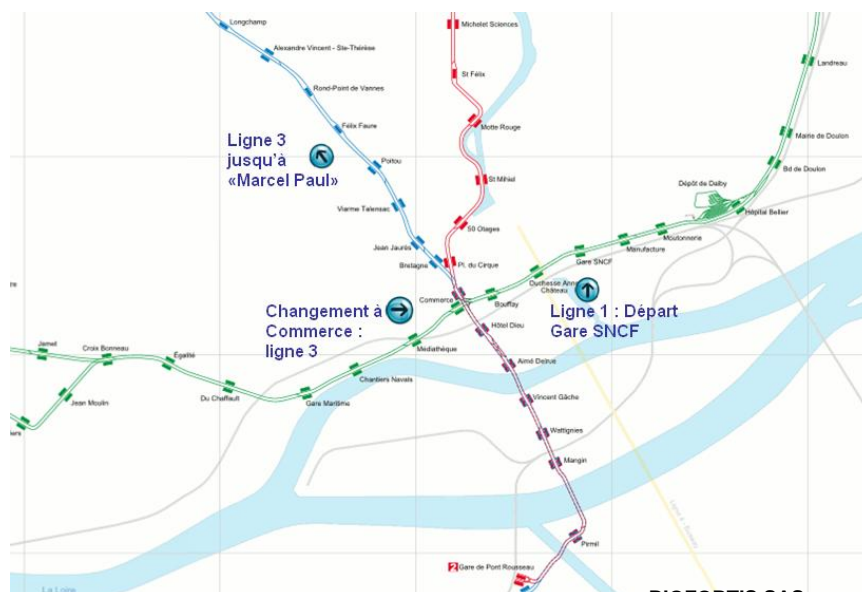 Longchamp
Michelet Sciences
Alexandre Vincent - Ste-Thérèse
Landreau
St Félix
Rond-Point de Vannes
Félix Faure
Motte Rouge
Mairie de Doulon
Ligne 3
jusqu'à
«Marcel Paul»
Poitou
Bd de Doulon
St Mihiel
Dépôt de Dalby
Viarme Talensac
Hôpital Bellier
50 Otages
Moutonnerie
Jean Jaurès
Manufacture
Gare SNCF
Bretagne
Pl. du Cirque
Duchesse Anne
Château
Commerce
Bouffay
Changement à
Commerce :
ligne 3
Ligne 1 : Départ
Gare SNCF
Hôtel Dieu
Médiathèque
Jamet
Croix Bonneau
Égalité
Aimé Delrue
Chantiers Navals
Du Chaffault
Gare Maritime
Jean Moulin
Vincent Gâche
Wattignies
Mangin
Pirmil
2 Gare de Pont Rousseau
La Loire